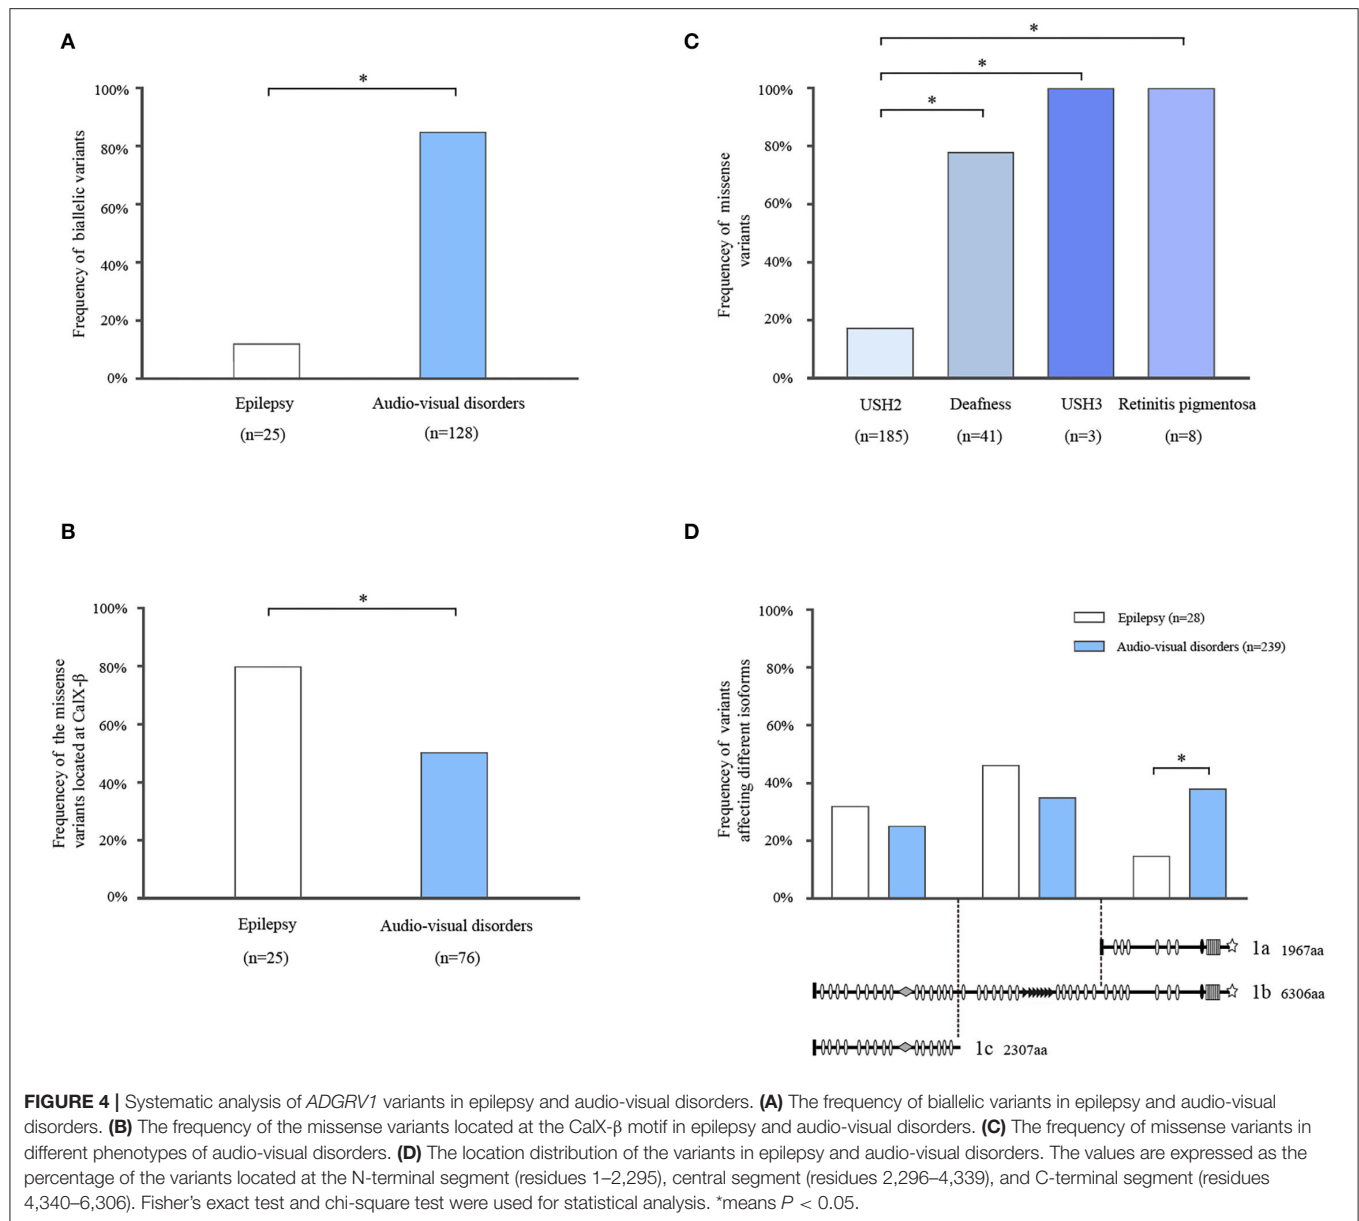 A
Frequency of biallelic variants
100%
80%
60%
40%
20%
0%
*
Epilepsy
(n=25)
Audio-visual disorders
(n=128)
B
Frequencey of the missense
variants located at CalX-β
100%
80%
60%
40%
20%
0%
*
Epilepsy
(n=25)
Audio-visual disorders
(n=76)
C
Frequencey of missense
variants
100%
80%
60%
40%
20%
0%
*
*
*
USH2
(n=185)
Deafness
(n=41)
USH3
(n=3)
Retinitis pigmentosa
(n=8)
D
Frequencey of variants
affecting different isoforms
100%
80%
60%
40%
20%
0%
Epilepsy (n=28)
Audio-visual disorders (n=239)
*
1a 1967aa
1b 6306aa
1c 2307aa
FIGURE 4 | Systematic analysis of ADGRV1 variants in epilepsy and audio-visual disorders. (A) The frequency of biallelic variants in epilepsy and audio-visual
disorders. (B) The frequency of the missense variants located at the CalX-β motif in epilepsy and audio-visual disorders. (C) The frequency of missense variants in
different phenotypes of audio-visual disorders. (D) The location distribution of the variants in epilepsy and audio-visual disorders. The values are expressed as the
percentage of the variants located at the N-terminal segment (residues 1–2,295), central segment (residues 2,296–4,339), and C-terminal segment (residues
4,340–6,306). Fisher's exact test and chi-square test were used for statistical analysis. *means P < 0.05.